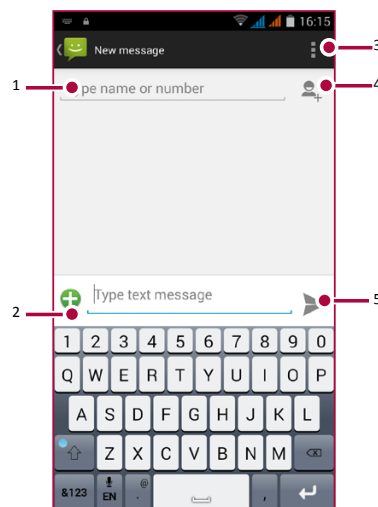 16:15
New message
3
1
Type name or number
4
Type text message
5
2
1 2 3 4 5 6 7 8 9 0
Q W E R T Y U I O P
A S D F G H J K L
Z X C V B N M
&123 EN @ . ,